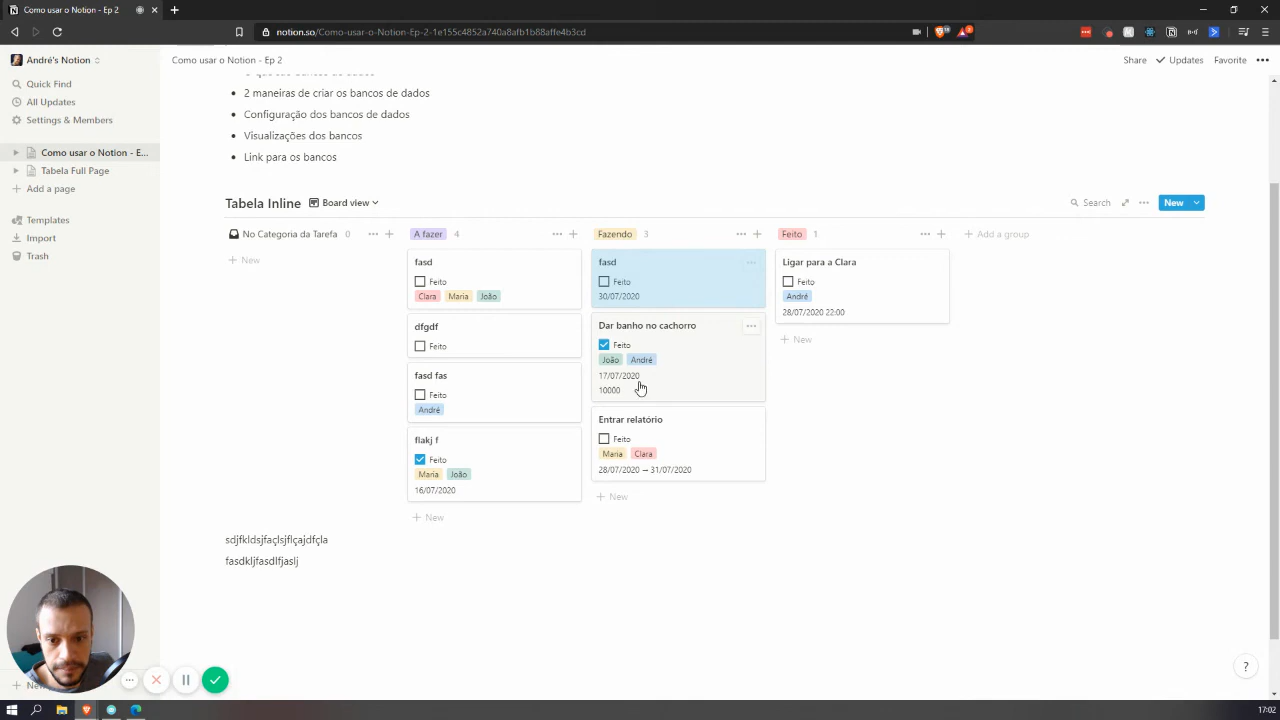 Como usar o Notion - Ep 2
notion.so/Como-usar-o-Notion-Ep-2-1e155c4852a740a8afb1b88affe4b3cd
André's Notion
Como usar o Notion - Ep 2
Share
Updates
Favorite
Quick Find
All Updates
Settings & Members
Como usar o Notion - E...
Tabela Full Page
Add a page
Templates
Import
Trash
2 maneiras de criar os bancos de dados
Configuração dos bancos de dados
Visualizações dos bancos
Link para os bancos
Tabela Inline
Board view
Search
New
No Categoria da Tarefa 0
New
A fazer 4
fasd
Feito
Clara Maria João
dfgdf
Feito
fasd fas
Feito
André
flakj f
Feito
Maria João
16/07/2020
New
Fazendo 3
fasd
Feito
30/07/2020
Dar banho no cachorro
Feito
João André
17/07/2020
10000
Entrar relatório
Feito
Maria Clara
28/07/2020 → 31/07/2020
New
Feito 1
Ligar para a Clara
Feito
André
28/07/2020 22:00
New
Add a group
sdjfkldsjfaçlsjflçajdfçla
fasdkljfasdlfjaslj
?
17:02